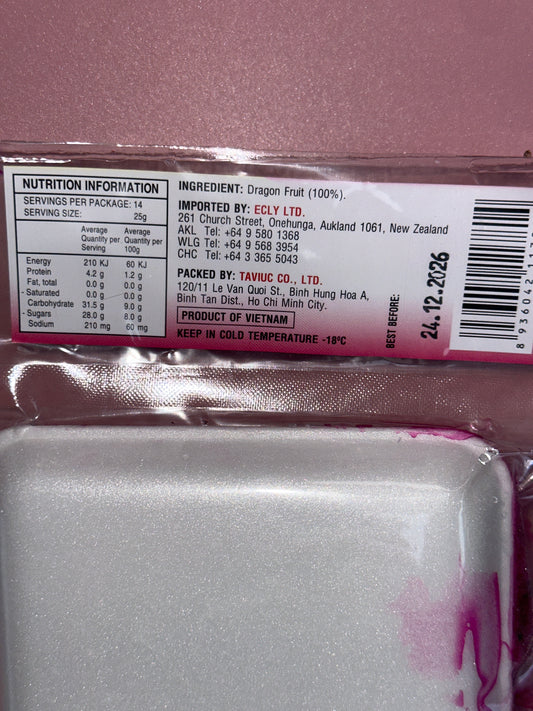 NUTRITION INFORMATION
SERVINGS PER PACKAGE: 14
SERVING SIZE: 25g
Average Quantity per Serving Average Quantity per 100g
Energy 210 KJ 60 KJ
Protein 4.2 g 1.2 g
Fat, total 0.0 g 0.0 g
- Saturated 0.0 g 0.0 g
Carbohydrate 31.5 g 9.0 g
- Sugars 28.0 g 8.0 g
Sodium 210 mg 60 mg
INGREDIENT: Dragon Fruit (100%).
IMPORTED BY: ECLY LTD.
261 Church Street, Onehunga, Aukland 1061, New Zealand
AKL Tel: +64 9 580 1368
WLG Tel: +64 9 568 3954
CHC Tel: +64 3 365 5043
PACKED BY: TAVIUC CO., LTD.
120/11 Le Van Quoi St., Binh Hung Hoa A,
Binh Tan Dist., Ho Chi Minh City.
PRODUCT OF VIETNAM
KEEP IN COLD TEMPERATURE -18ºC
BEST BEFORE:
24.12.2026
8 936042